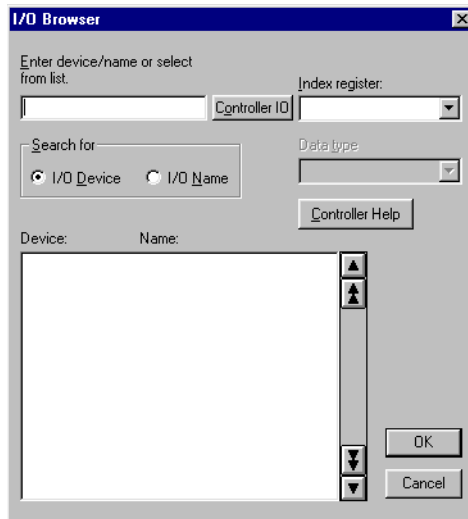 I/O Browser
Enter device/name or select
from list.
Index register:
Controller IO
Search for
I/O Device
I/O Name
Data type
Controller Help
Device:
Name:
OK
Cancel